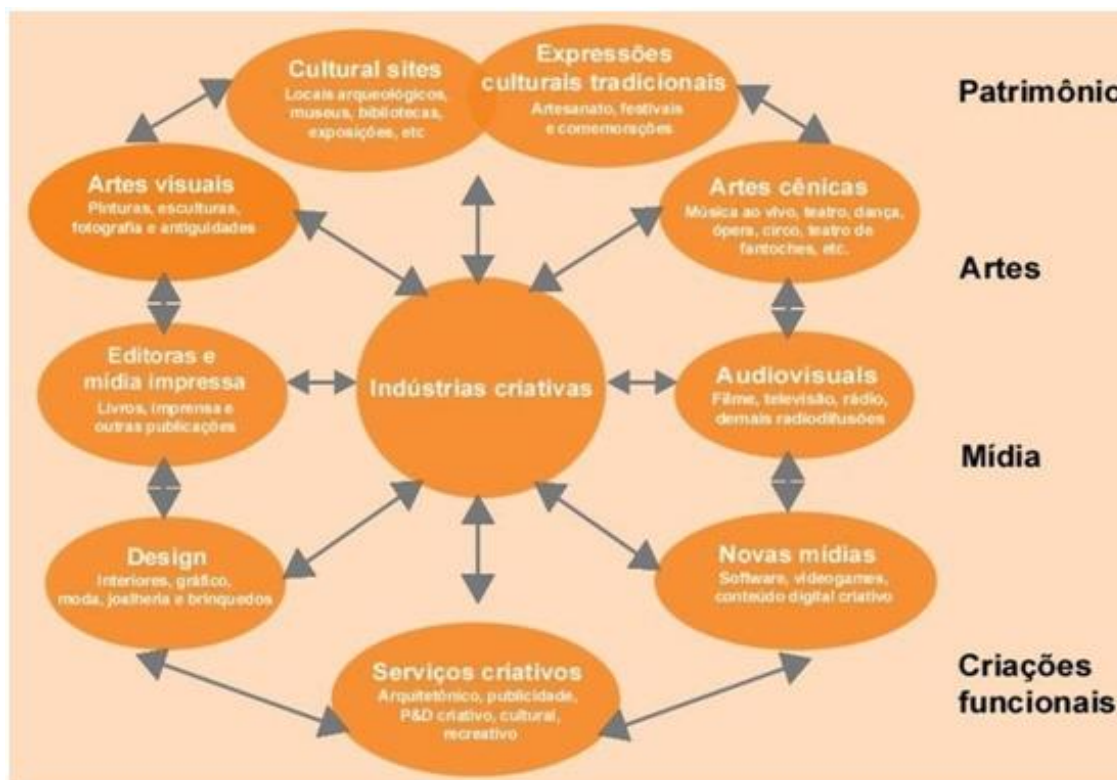 Cultural sites
Locais arqueológicos,
museus, bibliotecas,
exposições, etc
Expressões
culturais tradicionais
Artesanato, festivais
e comemorações
Patrimônio
Artes visuais
Pinturas, esculturas,
fotografia e antiguidades
Artes cênicas
Música ao vivo, teatro, dança,
ópera, circo, teatro de
fantoches, etc.
Artes
Editoras e
mídia impressa
Livros, imprensa e
outras publicações
Indústrias criativas
Audiovisuals
Filme, televisão, rádio,
demais radiodifusões
Mídia
Design
Interiores, gráfico,
moda, joalheria e brinquedos
Novas mídias
Software, videogames,
conteúdo digital criativo
Serviços criativos
Arquitetônico, publicidade,
P&D criativo, cultural,
recreativo
Criações
funcionais